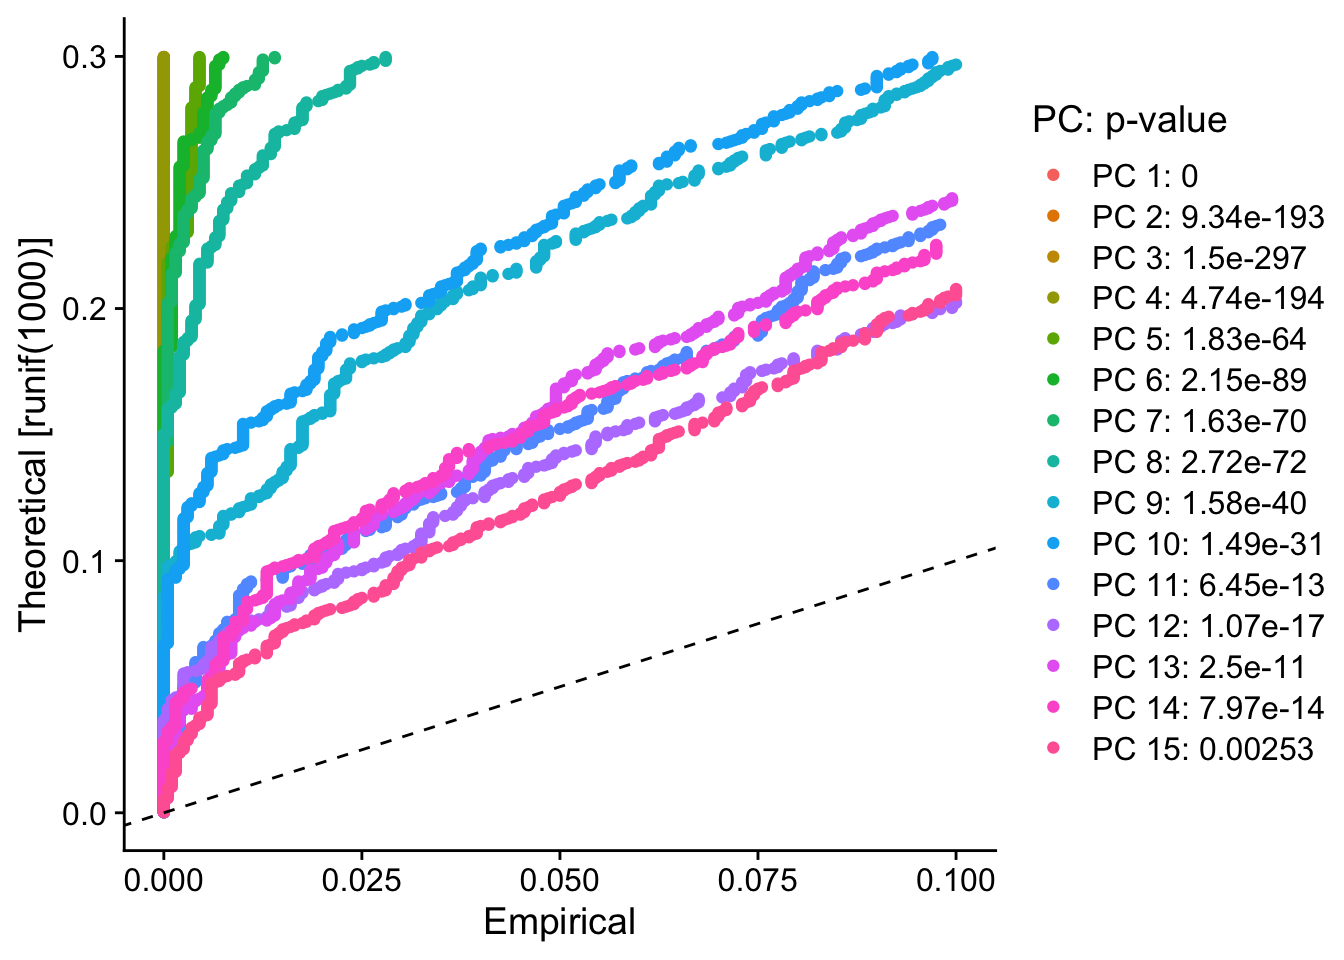 0.3
0.2
0.1
0.0
Theoretical [runif(1000)]
0.000 0.025 0.050 0.075 0.100
Empirical
PC: p-value
PC 1: 0
PC 2: 9.34e-193
PC 3: 1.5e-297
PC 4: 4.74e-194
PC 5: 1.83e-64
PC 6: 2.15e-89
PC 7: 1.63e-70
PC 8: 2.72e-72
PC 9: 1.58e-40
PC 10: 1.49e-31
PC 11: 6.45e-13
PC 12: 1.07e-17
PC 13: 2.5e-11
PC 14: 7.97e-14
PC 15: 0.00253